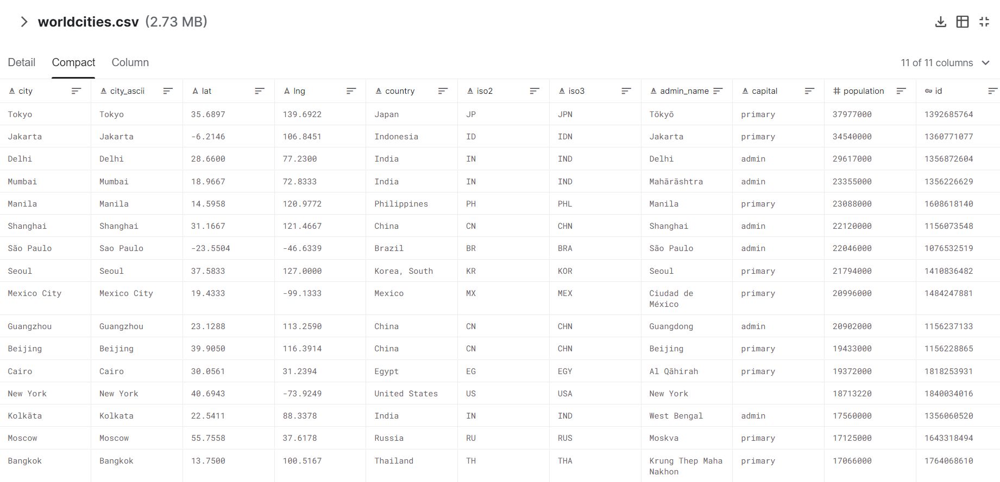 worldcities.csv (2.73 MB)
Detail Compact Column 11 of 11 columns
city city_ascii lat lng country iso2 iso3 admin_name capital population id
Tokyo Tokyo 35.6897 139.6922 Japan JP JPN Tōkyō primary 37977000 1392685764
Jakarta Jakarta -6.2146 106.8451 Indonesia ID IDN Jakarta primary 34540000 1360771077
Delhi Delhi 28.6600 77.2300 India IN IND Delhi admin 29617000 1356872604
Mumbai Mumbai 18.9667 72.8333 India IN IND Mahārāshtra admin 23355000 1356226629
Manila Manila 14.5958 120.9772 Philippines PH PHL Manila primary 23088000 1608618140
Shanghai Shanghai 31.1667 121.4667 China CN CHN Shanghai admin 22120000 1156073548
São Paulo Sao Paulo -23.5504 -46.6339 Brazil BR BRA São Paulo admin 22046000 1076532519
Seoul Seoul 37.5833 127.0000 Korea, South KR KOR Seoul primary 21794000 1410836482
Mexico City Mexico City 19.4333 -99.1333 Mexico MX MEX Ciudad de primary 20996000 1484247881
México
Guangzhou Guangzhou 23.1288 113.2590 China CN CHN Guangdong admin 20902000 1156237133
Beijing Beijing 39.9050 116.3914 China CN CHN Beijing primary 19433000 1156228865
Cairo Cairo 30.0561 31.2394 Egypt EG EGY Al Qāhirah primary 19372000 1818253931
New York New York 40.6943 -73.9249 United States US USA New York 18713220 1840034016
Kolkāta Kolkata 22.5411 88.3378 India IN IND West Bengal admin 17560000 1356060520
Moscow Moscow 55.7558 37.6178 Russia RU RUS Moskva primary 17125000 1643318494
Bangkok Bangkok 13.7500 100.5167 Thailand TH THA Krung Thep Maha primary 17066000 1764068610
Nakhon